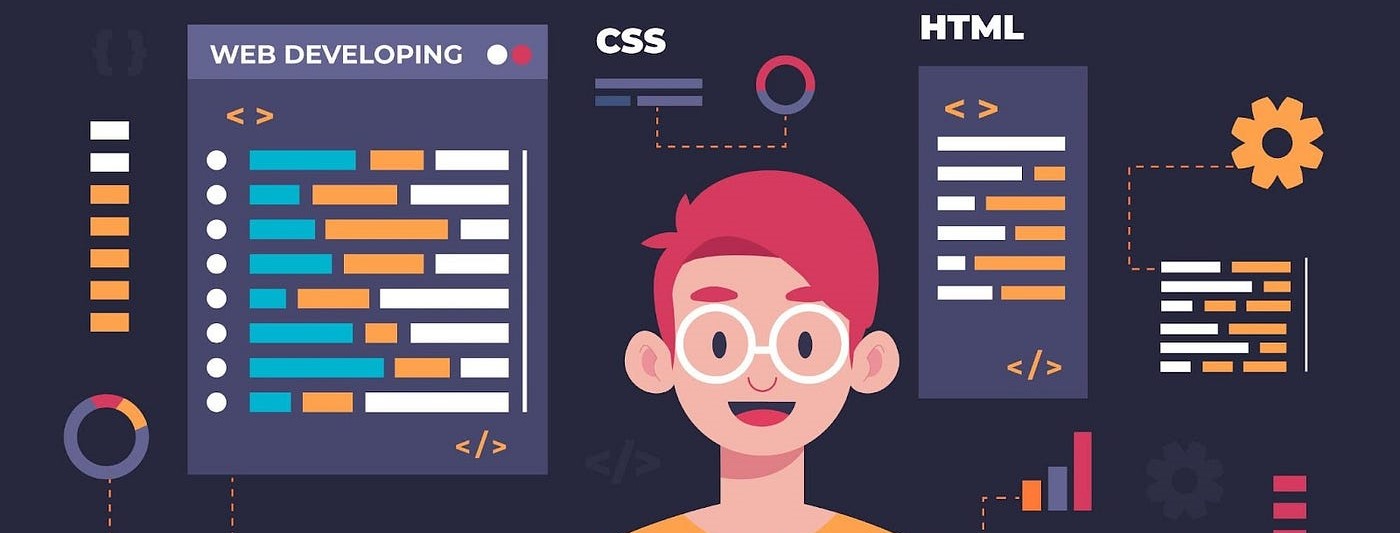 WEB DEVELOPING
< >
</>
CSS
</>
HTML
< >
</>
{ }